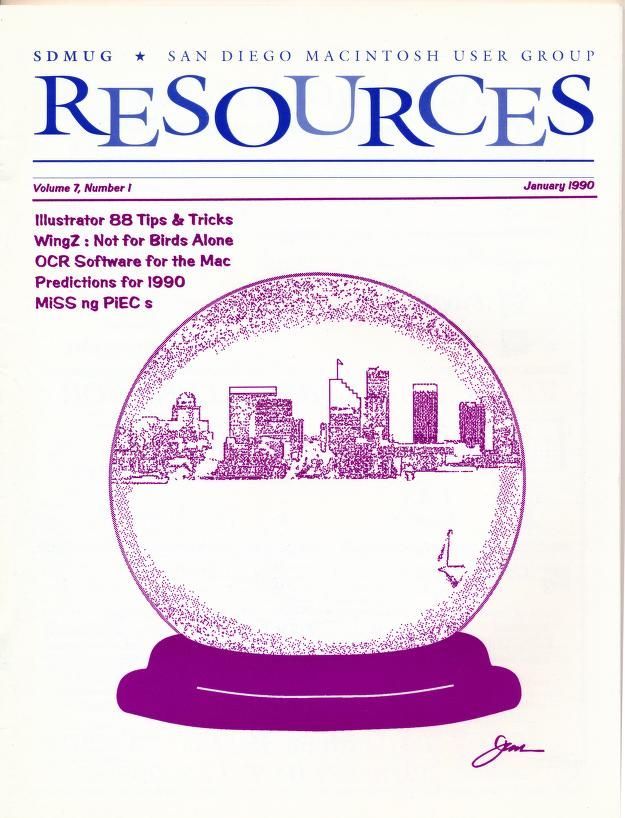 SDMUG ★ SAN DIEGO MACINTOSH USER GROUP
RESOURCES
Volume 7, Number 1
January 1990
Illustrator 88 Tips & Tricks
WingZ : Not for Birds Alone
OCR Software for the Mac
Predictions for 1990
MiSS ng PiEC s